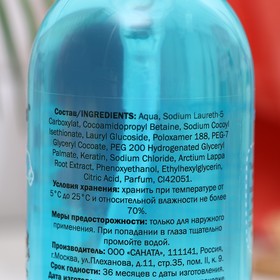 Состав/INGREDIENTS: Aqua, Sodium Laureth-5
Carboxylat, Cocoamidopropyl Betaine, Sodium Cocoyl
Isethionate, Lauryl Glucoside, Poloxamer 188, PEG-7
Glyceryl Cocoate, PEG 200 Hydrogenated Glyceryl
Palmate, Keratin, Sodium Chloride, Arctium Lappa
Root Extract, Phenoxyethanol, Ethylhexylglycerin,
Citric Acid, Parfum, CI42051.
Условия хранения: хранить при температуре от
5°С до 25°С и относительной влажности не более
70%.
Меры предосторожности: только для наружного
применения. При попадании в глаза тщательно
промойте водой.
Производитель: ООО «САНАТА», 111141, Россия,
г.Москва, ул.Плеханова, д.11, стр.35, пом. II, к. 9.
Срок годности: 36 месяцев с даты изготовления.
Дата изготовления